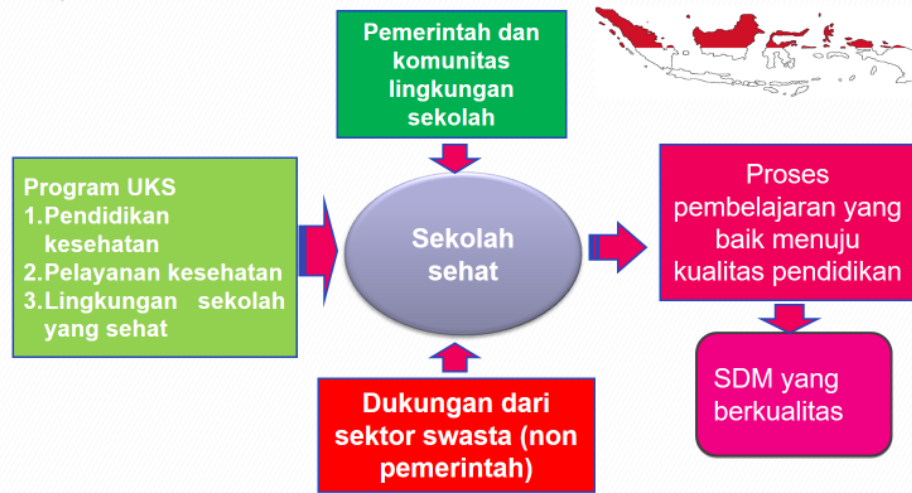 Pemerintah dan
komunitas
lingkungan
sekolah
Program UKS
1.Pendidikan
kesehatan
2.Pelayanan kesehatan
3.Lingkungan sekolah
yang sehat
Sekolah
sehat
Proses
pembelajaran yang
baik menuju
kualitas pendidikan
Dukungan dari
sektor swasta (non
pemerintah)
SDM yang
berkualitas